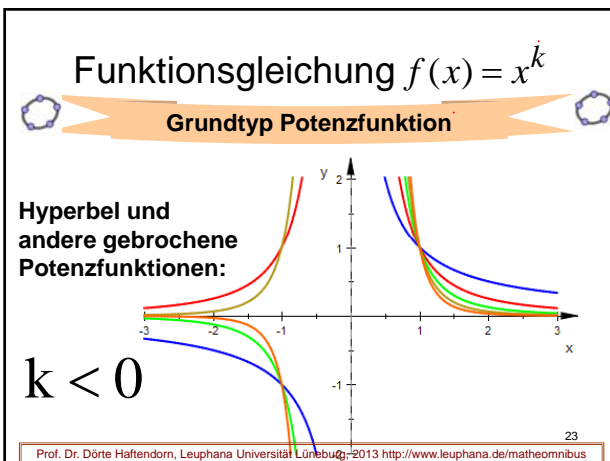 Funktionsgleichung f(x) = x^k
Grundtyp Potenzfunktion
Hyperbel und
andere gebrochene
Potenzfunktionen:
k < 0
y
2
1
-3 -2 -1 1 2 3
x
-1
-2
23
Prof. Dr. Dörte Haftendorn, Leuphana Universität Lüneburg, 2013 http://www.leuphana.de/matheomnibus